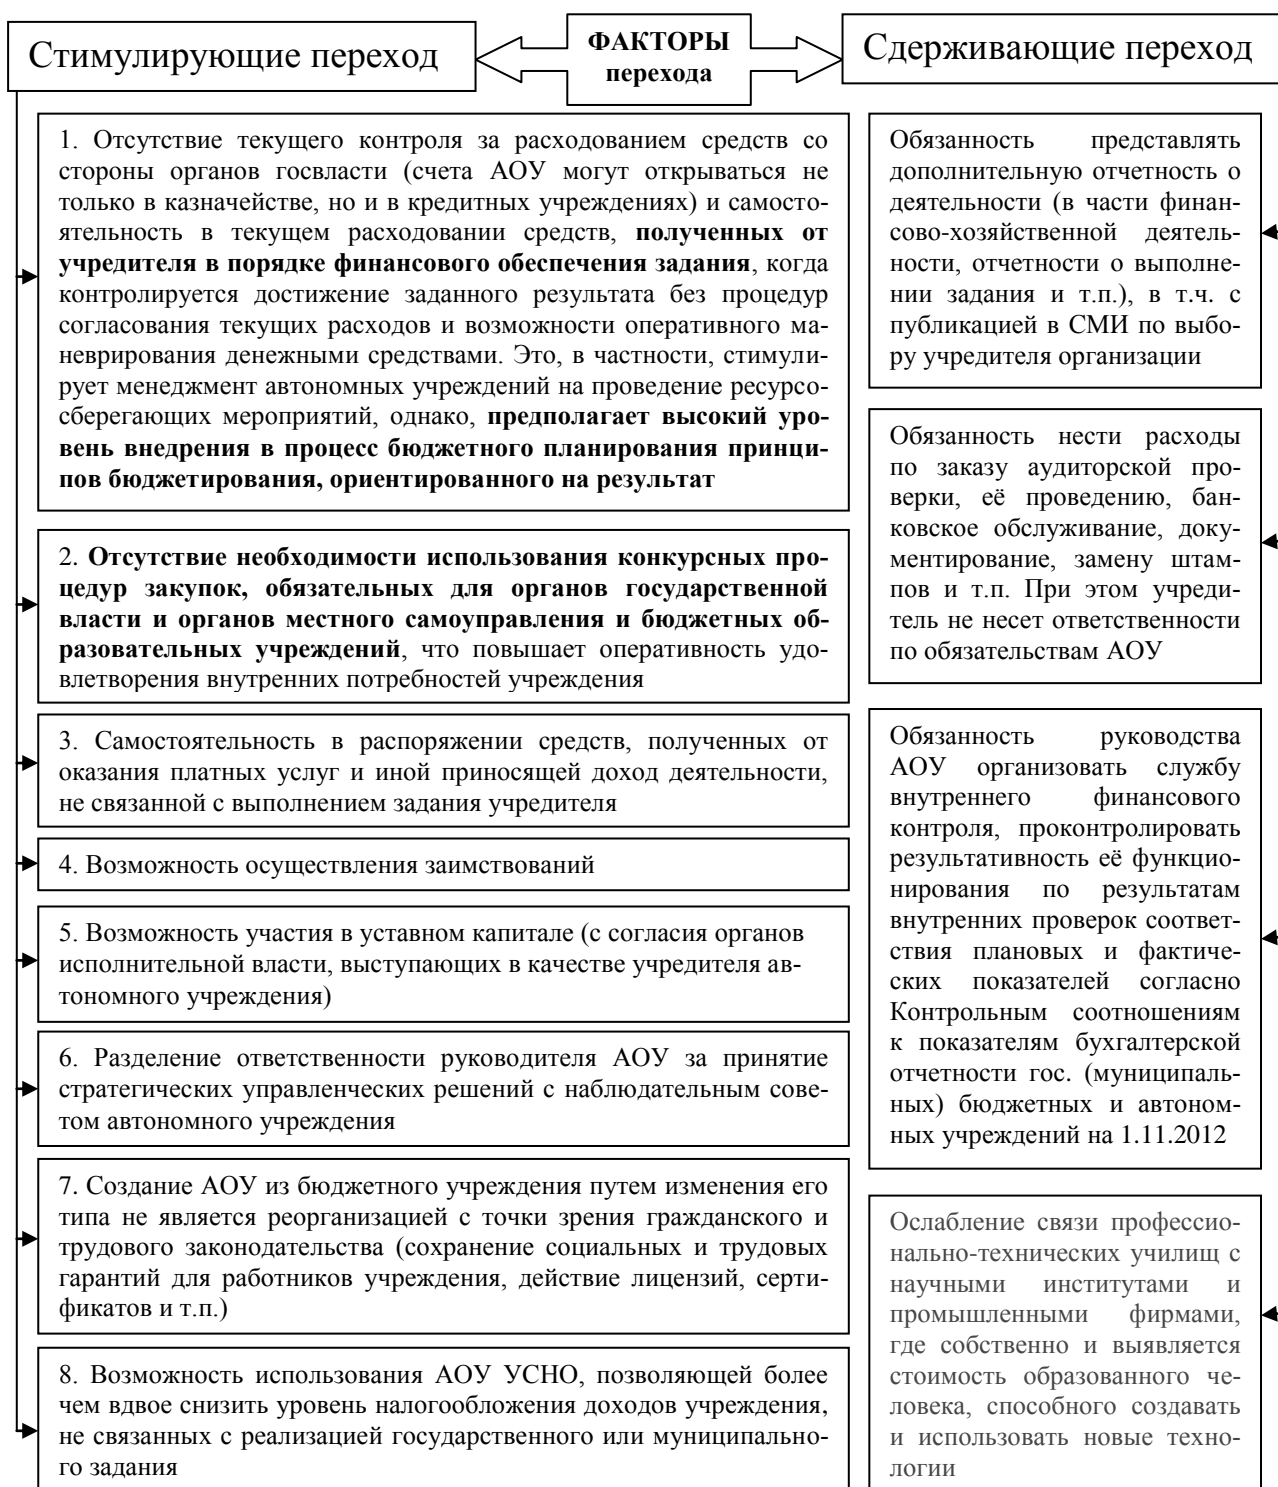 Стимулирующие переход
ФАКТОРЫ
перехода
Сдерживающие переход
1. Отсутствие текущего контроля за расходованием средств со
стороны органов госвласти (счета АОУ могут открываться не
только в казначействе, но и в кредитных учреждениях) и самосто-
ятельность в текущем расходовании средств, полученных от
учредителя в порядке финансового обеспечения задания, когда
контролируется достижение заданного результата без процедур
согласования текущих расходов и возможности оперативного ма-
неврирования денежными средствами. Это, в частности, стимули-
рует менеджмент автономных учреждений на проведение ресурсо-
сберегающих мероприятий, однако, предполагает высокий уро-
вень внедрения в процесс бюджетного планирования принци-
пов бюджетирования, ориентированного на результат
2. Отсутствие необходимости использования конкурсных про-
цедур закупок, обязательных для органов государственной
власти и органов местного самоуправления и бюджетных об-
разовательных учреждений, что повышает оперативность удо-
влетворения внутренних потребностей учреждения
3. Самостоятельность в распоряжении средств, полученных от
оказания платных услуг и иной приносящей доход деятельности,
не связанной с выполнением задания учредителя
4. Возможность осуществления заимствований
5. Возможность участия в уставном капитале (с согласия органов
исполнительной власти, выступающих в качестве учредителя ав-
тономного учреждения)
6. Разделение ответственности руководителя АОУ за принятие
стратегических управленческих решений с наблюдательным сове-
том автономного учреждения
7. Создание АОУ из бюджетного учреждения путем изменения его
типа не является реорганизацией с точки зрения гражданского и
трудового законодательства (сохранение социальных и трудовых
гарантий для работников учреждения, действие лицензий, серти-
фикатов и т.п.)
8. Возможность использования АОУ УСНО, позволяющей более
чем вдвое снизить уровень налогообложения доходов учреждения,
не связанных с реализацией государственного или муниципально-
го задания
Обязанность представлять
дополнительную отчетность о
деятельности (в части финан-
сово-хозяйственной деятель-
ности, отчетности о выполне-
нии задания и т.п.), в т.ч. с
публикацией в СМИ по выбо-
ру учредителя организации
Обязанность нести расходы
по заказу аудиторской про-
верки, её проведению, бан-
ковское обслуживание, доку-
ментирование, замену штам-
пов и т.п. При этом учреди-
тель не несет ответственности
по обязательствам АОУ
Обязанность руководства
АОУ организовать службу
внутреннего финансового
контроля, проконтролировать
результативность её функцио-
нирования по результатам
внутренних проверок соответ-
ствия плановых и фактиче-
ских показателей согласно
Контрольным соотношениям
к показателям бухгалтерской
отчетности гос. (муниципаль-
ных) бюджетных и автоном-
ных учреждений на 1.11.2012
Ослабление связи профессио-
нально-технических училищ с
научными институтами и
промышленными фирмами,
где собственно и выявляется
стоимость образованного че-
ловека, способного создавать
и использовать новые техно-
логии